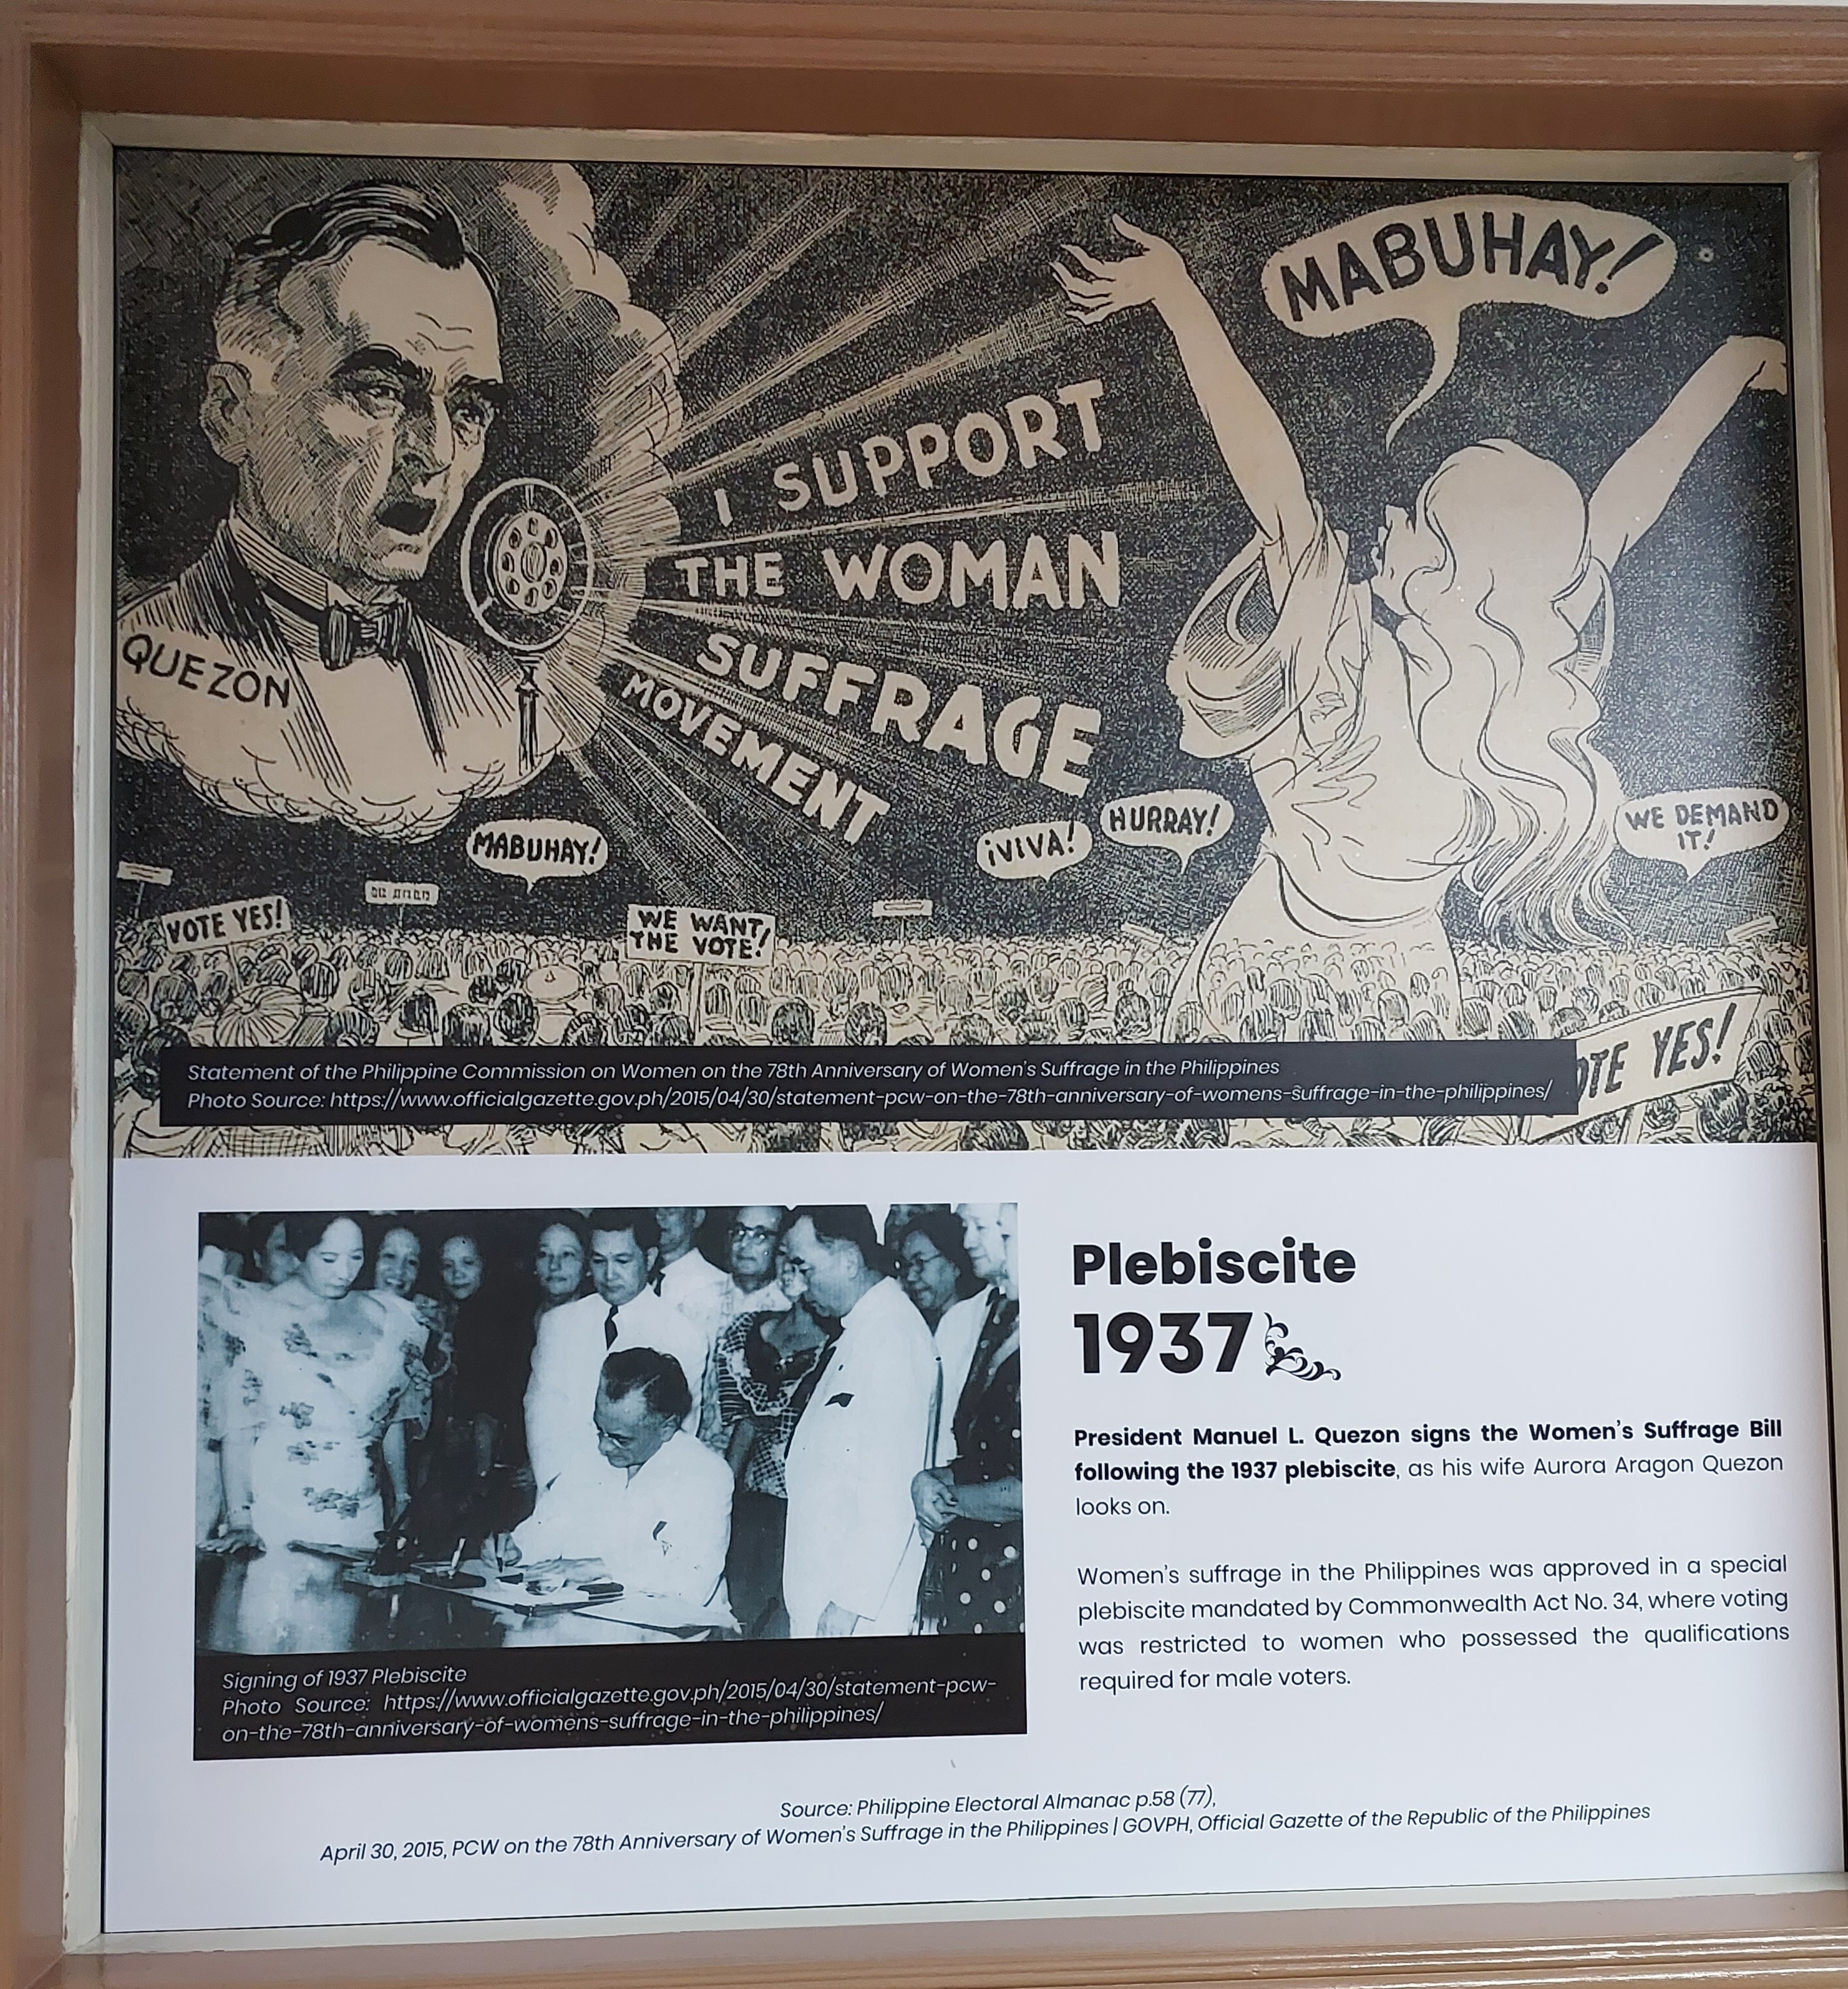 MABUHAY!
I SUPPORT
THE WOMAN
SUFFRAGE
MOVEMENT
QUEZON
MABUHAY!
¡VIVA!
HURRAY!
WE DEMAND
IT!
VOTE YES!
WE WANT
THE VOTE!
OTE YES!
Statement of the Philippine Commission on Women on the 78th Anniversary of Women's Suffrage in the Philippines
Photo Source: https://www.officialgazette.gov.ph/2015/04/30/statement-pcw-on-the-78th-anniversary-of-womens-suffrage-in-the-philippines/
Signing of 1937 Plebiscite
Photo Source: https://www.officialgazette.gov.ph/2015/04/30/statement-pcw-
on-the-78th-anniversary-of-womens-suffrage-in-the-philippines/
Plebiscite
1937
President Manuel L. Quezon signs the Women's Suffrage Bill
following the 1937 plebiscite, as his wife Aurora Aragon Quezon
looks on.
Women's suffrage in the Philippines was approved in a special
plebiscite mandated by Commonwealth Act No. 34, where voting
was restricted to women who possessed the qualifications
required for male voters.
Source: Philippine Electoral Almanac p.58 (77),
April 30, 2015, PCW on the 78th Anniversary of Women's Suffrage in the Philippines | GOVPH, Official Gazette of the Republic of the Philippines